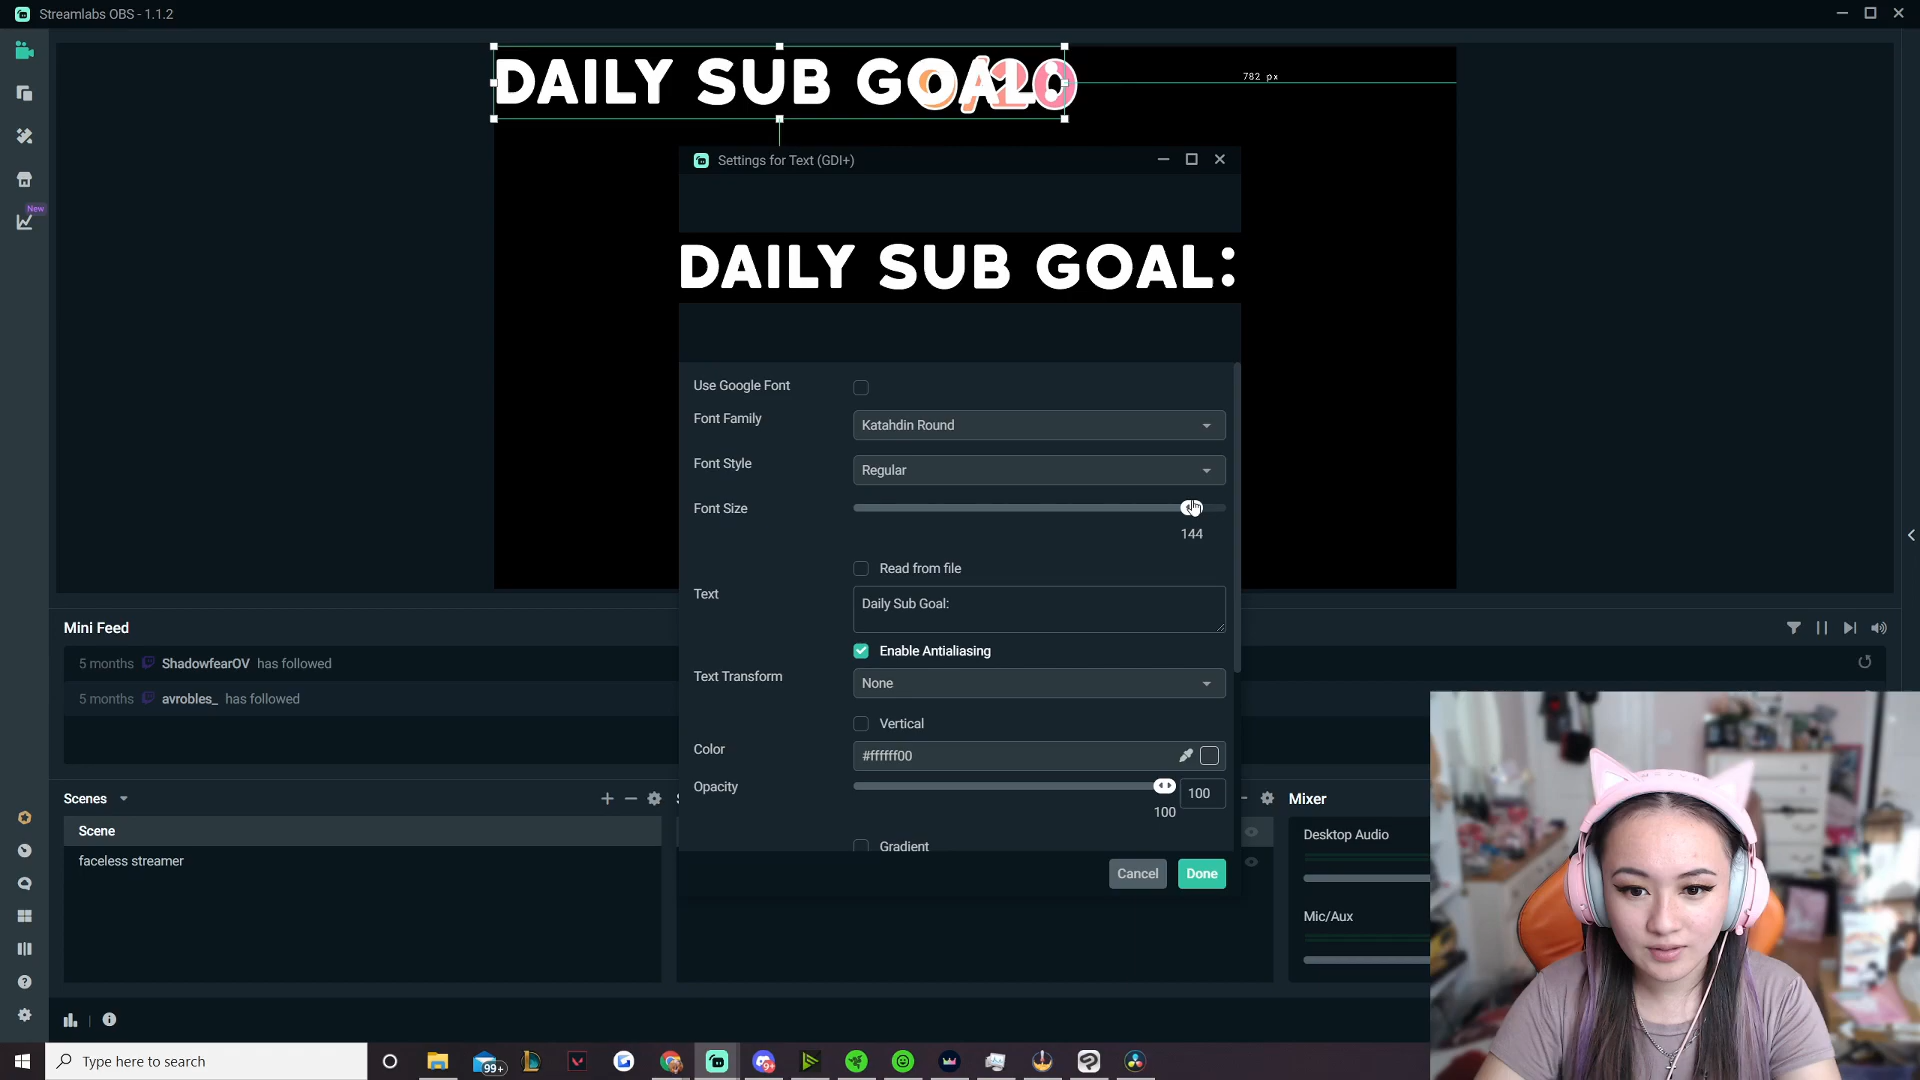 Streamlabs OBS - 1.1.2
DAILY SUB GOAL:
782 px
New
Settings for Text (GDI+)
DAILY SUB GOAL:
Use Google Font
Font Family
Katahdin Round
Font Style
Regular
Font Size
144
Read from file
Text
Daily Sub Goal:
Enable Antialiasing
Text Transform
None
Vertical
Color
#ffffff00
Opacity
100
100
Gradient
Cancel
Done
Mini Feed
5 months ShadowfearOV has followed
5 months avrobles_ has followed
Scenes
Scene
faceless streamer
Mixer
Desktop Audio
Mic/Aux
Type here to search
99+
9+